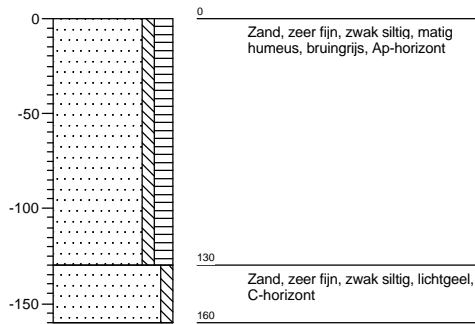 0
-50
-100
-150
0
Zand, zeer fijn, zwak siltig, matig
humeus, bruingrijs, Ap-horizont
130
Zand, zeer fijn, zwak siltig, lichtgeel,
C-horizont
160